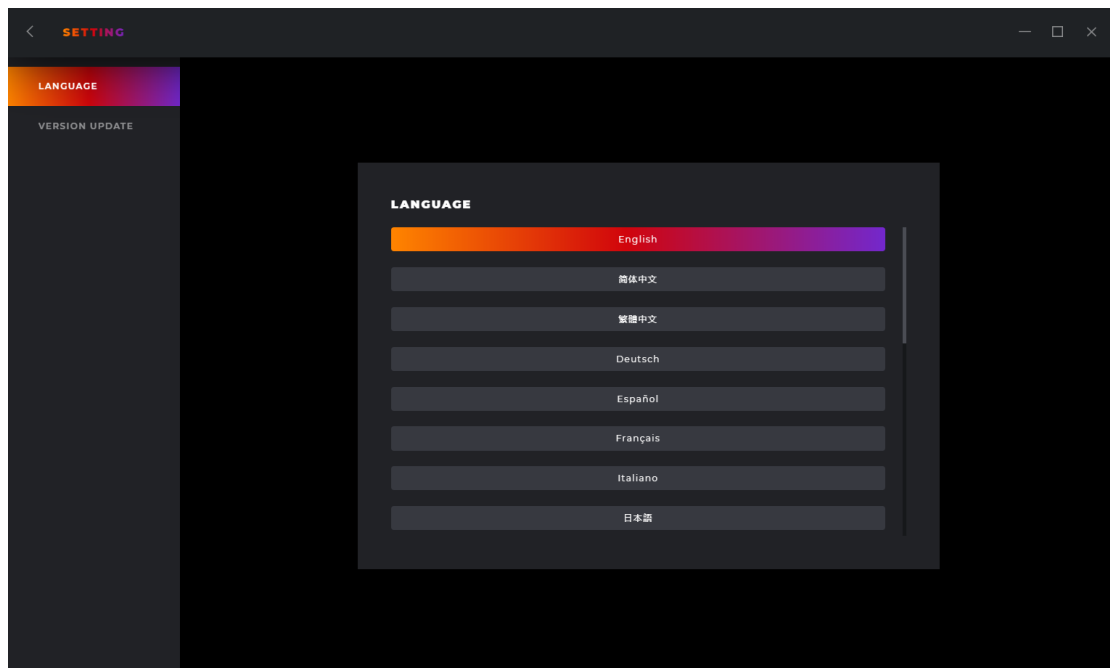 SETTING
LANGUAGE
VERSION UPDATE
LANGUAGE
English
简体中文
繁體中文
Deutsch
Español
Français
Italiano
日本語